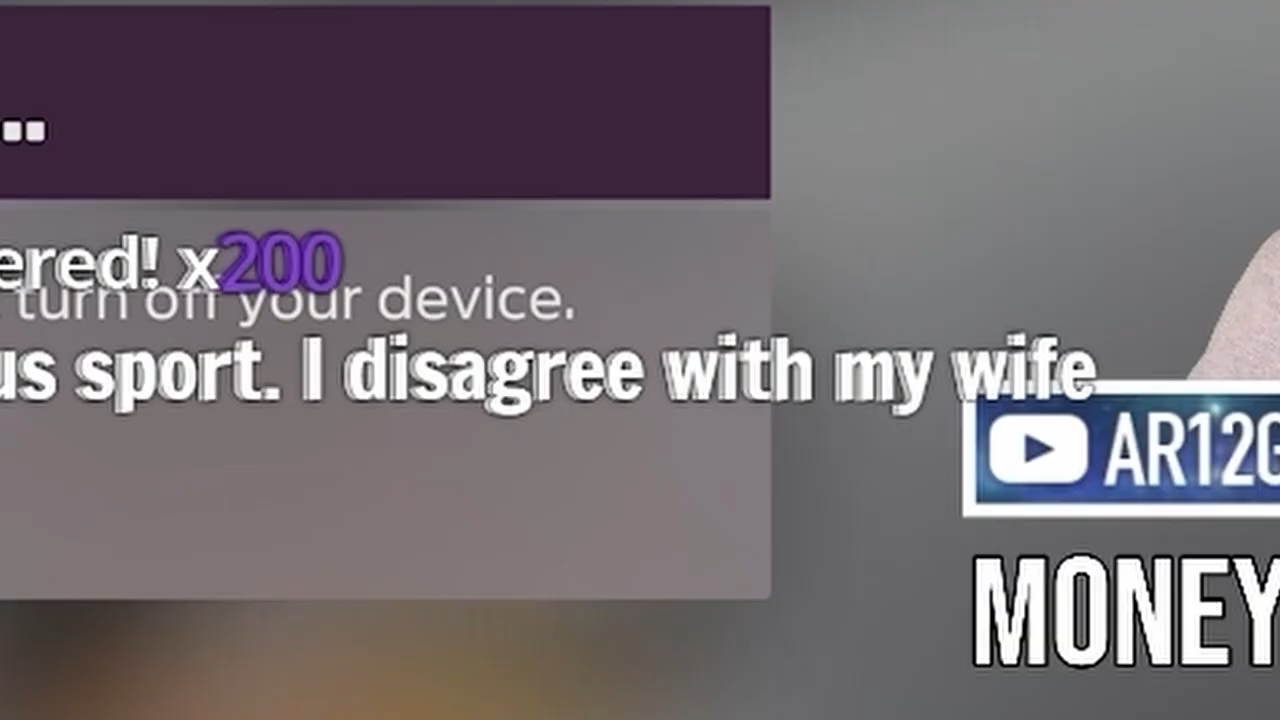 ..
ered! x200
turn off your device.
us sport. I disagree with my wife
AR12G
MONEY